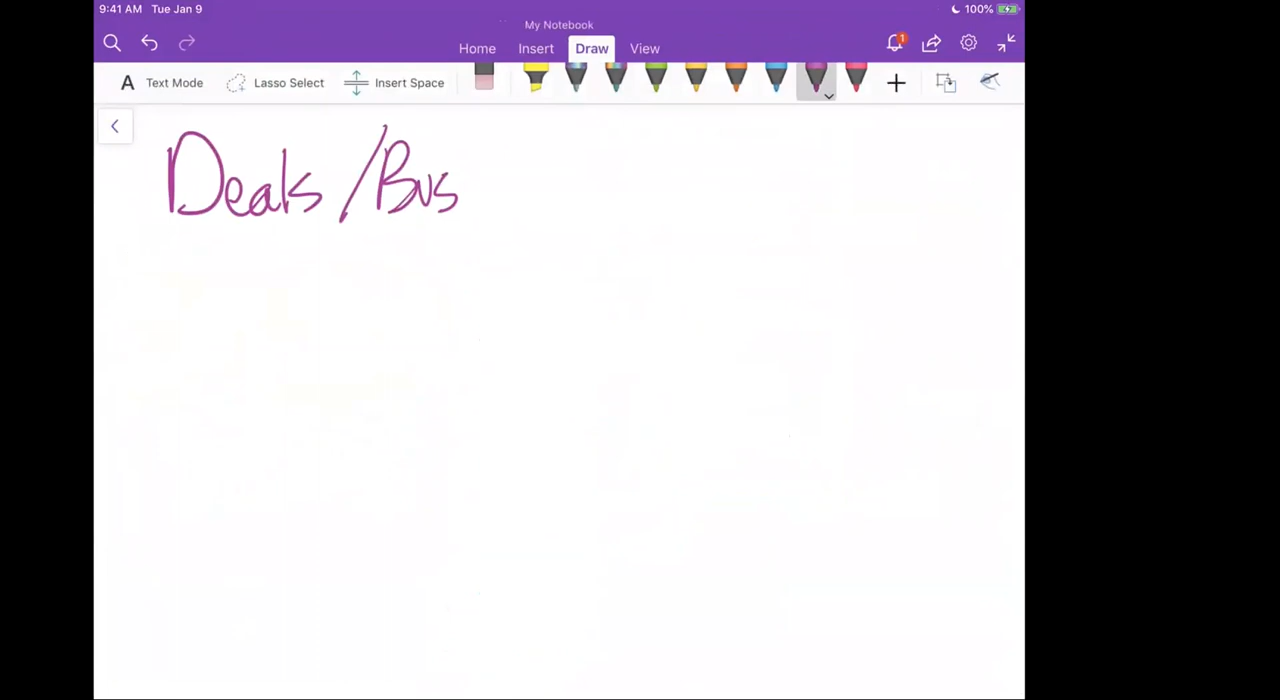 9:41 AM Tue Jan 9 100%
My Notebook
Home Insert Draw View 1
A Text Mode Lasso Select Insert Space
Deals /Bus